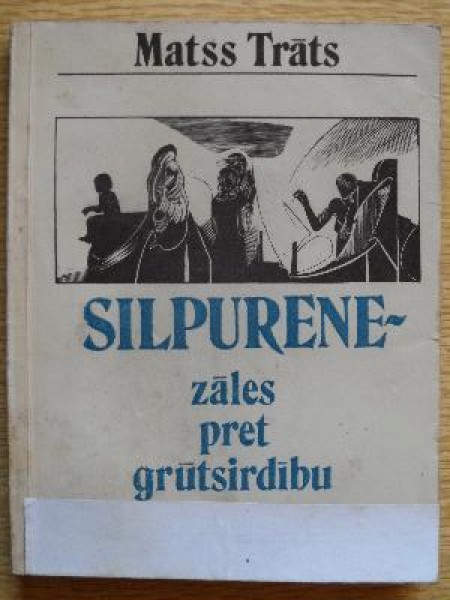 Matss Trāts
SILPURENE-
zāles
pret
grūtsirdību